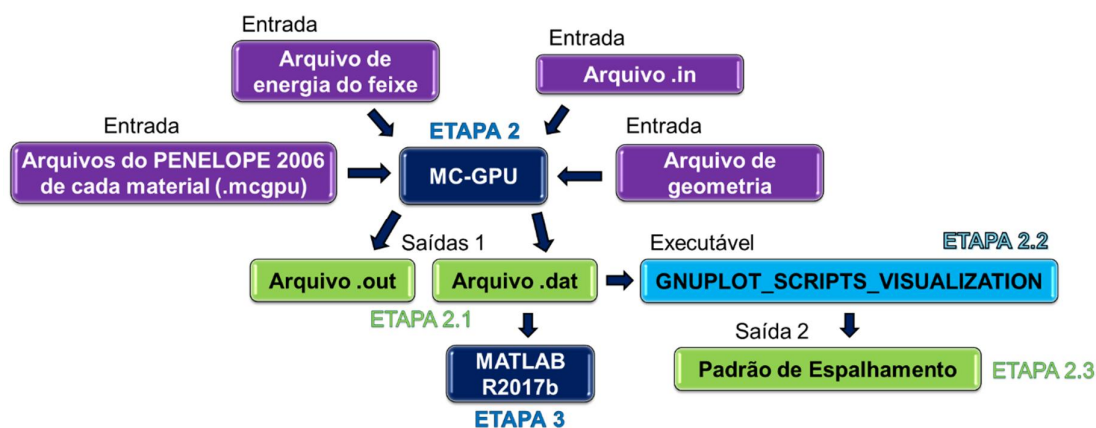 Entrada
Arquivo de
energia do feixe
Entrada
Arquivo .in
Entrada
Arquivos do PENELOPE 2006
de cada material (.mcgpu)
ETAPA 2
MC-GPU
Entrada
Arquivo de
geometria
Saídas 1
Arquivo .out
Arquivo .dat
ETAPA 2.1
Executável
ETAPA 2.2
GNUPLOT_SCRIPTS_VISUALIZATION
Saída 2
Padrão de Espalhamento
ETAPA 2.3
MATLAB
R2017b
ETAPA 3